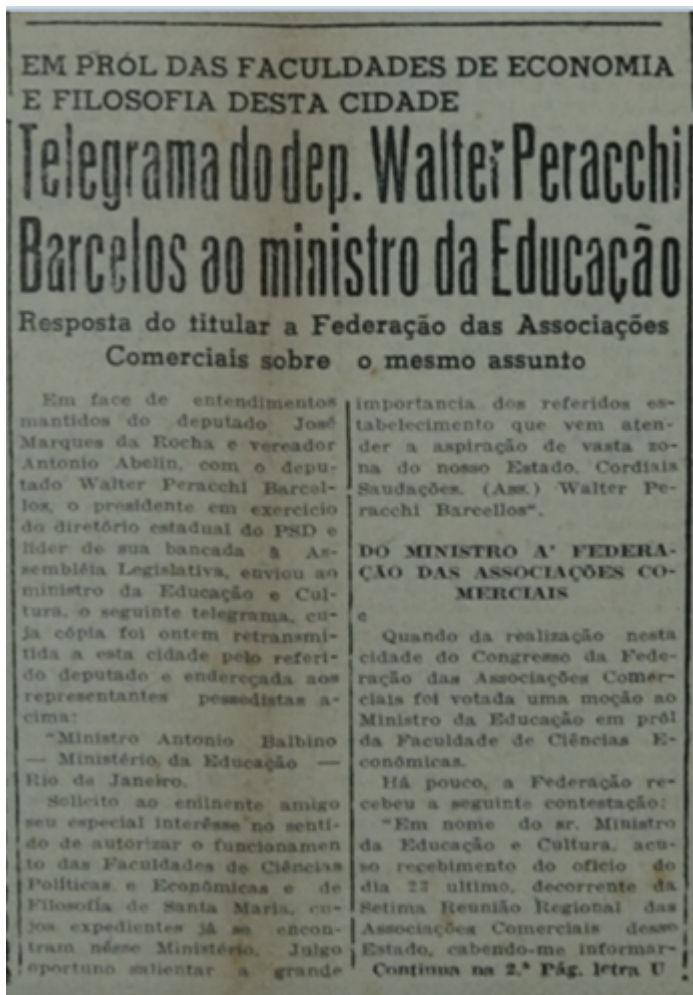 EM PRÓL DAS FACULDADES DE ECONOMIA
E FILOSOFIA DESTA CIDADE
Telegrama do dep. Walter Peracchi
Barcelos ao ministro da Educação
Resposta do titular a Federação das Associações
Comerciais sobre o mesmo assunto
Em face de entendimentos
mantidos do deputado José
Marques da Rocha e vereador
Antonio Abelin, com o depu-
tado Walter Peracchi Barcel-
los, o presidente em exercicio
do diretório estadual do PSD e
lider de sua bancada à As-
sembléia Legislativa, enviou ao
ministro da Educação e Cul-
tura, o seguinte telegrama, cu-
ja cópia foi ontem retransmi-
tida a esta cidade pelo referi-
do deputado e endereçada aos
representantes pessedistas a-
cima:
"Ministro Antonio Balbino
— Ministério da Educação —
Rio de Janeiro.
Solicito ao eminente amigo
seu especial interêsse no senti-
do de autorizar o funcionamen
to das Faculdades de Ciências
Políticas e Econômicas e de
Filosofia de Santa Maria, cu-
jos expedientes já se encon-
tram nésse Ministério. Julgo
oportuno salientar a grande
importancia dos referidos es-
tabelecimento que vem aten-
der a aspiração de vasta zo-
na do nosso Estado. Cordiais
Saudações. (Ass.) Walter Pe-
racchi Barcellos".
DO MINISTRO A' FEDERA-
ÇÃO DAS ASSOCIAÇÕES CO-
MERCIAIS
e
Quando da realização nesta
cidade do Congresso da Fede-
ração das Associações Comer-
ciais foi votada uma moção ao
Ministro da Educação em pról
da Faculdade de Ciências E-
conômicas.
Há pouco, a Federação re-
cebeu a seguinte contestação:
"Em nome do sr. Ministro
da Educação e Cultura, acu-
so recebimento do oficio do
dia 23 ultimo, decorrente da
Setima Reunião Regional das
Associações Comerciais desse
Estado, cabendo-me informar-
Continua na 2.ª Pág. letra U